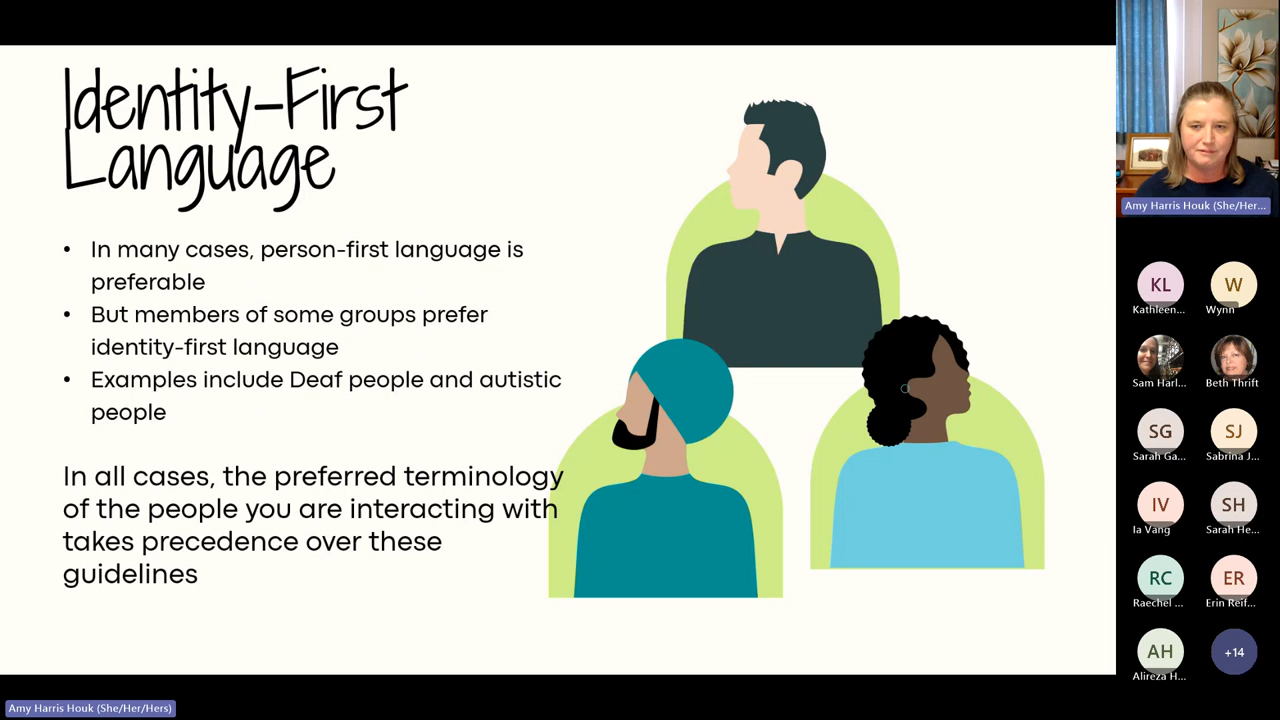 Identity-First
Language
• In many cases, person-first language is
preferable
• But members of some groups prefer
identity-first language
• Examples include Deaf people and autistic
people
In all cases, the preferred terminology
of the people you are interacting with
takes precedence over these
guidelines
Amy Harris Houk (She/Her...
KL
Kathleen...
W
Wynn
Sam Harl...
Beth Thrift
SG
Sarah Ga...
SJ
Sabrina J...
IV
Ia Vang
SH
Sarah He...
RC
Raechel ...
ER
Erin Reif...
AH
Alireza H...
+14
Amy Harris Houk (She/Her/Hers)